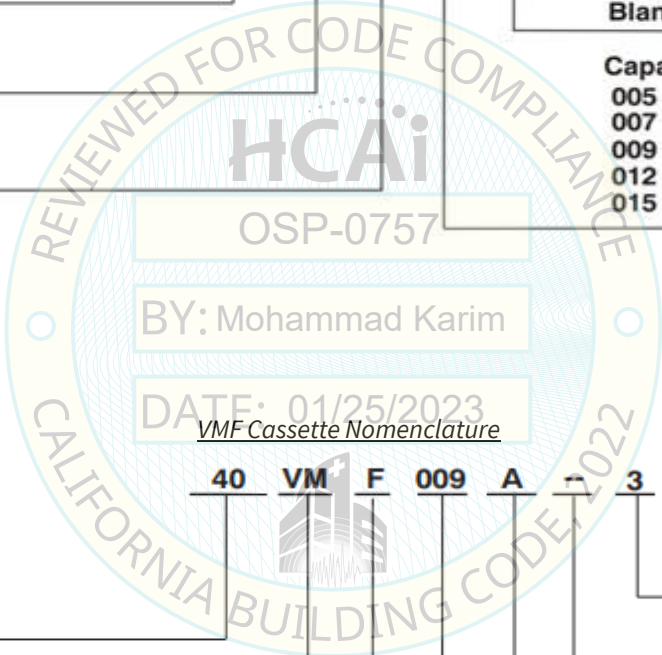 Blan
Capa
005
007
009
012
015
REVIEWED FOR CODE COMPLIANCE
HCAi
OSP-0757
BY: Mohammad Karim
DATE: 01/25/2023
VMF Cassette Nomenclature
40 VM F 009 A -- 3
CALIFORNIA BUILDING CODE, 2022